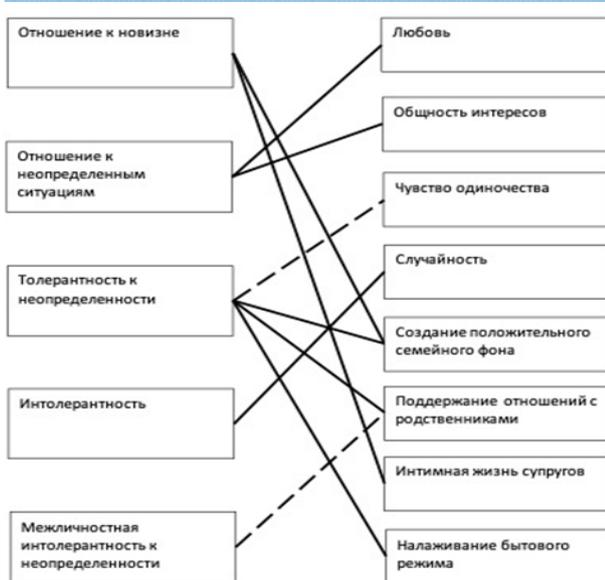 Отношение к новизне
Отношение к
неопределенным
ситуациям
Толерантность к
неопределенности
Интолерантность
Межличностная
интолерантность к
неопределенности
Любовь
Общность интересов
Чувство одиночества
Случайность
Создание положительного
семейного фона
Поддержание отношений с
родственниками
Интимная жизнь супругов
Налаживание бытового
режима